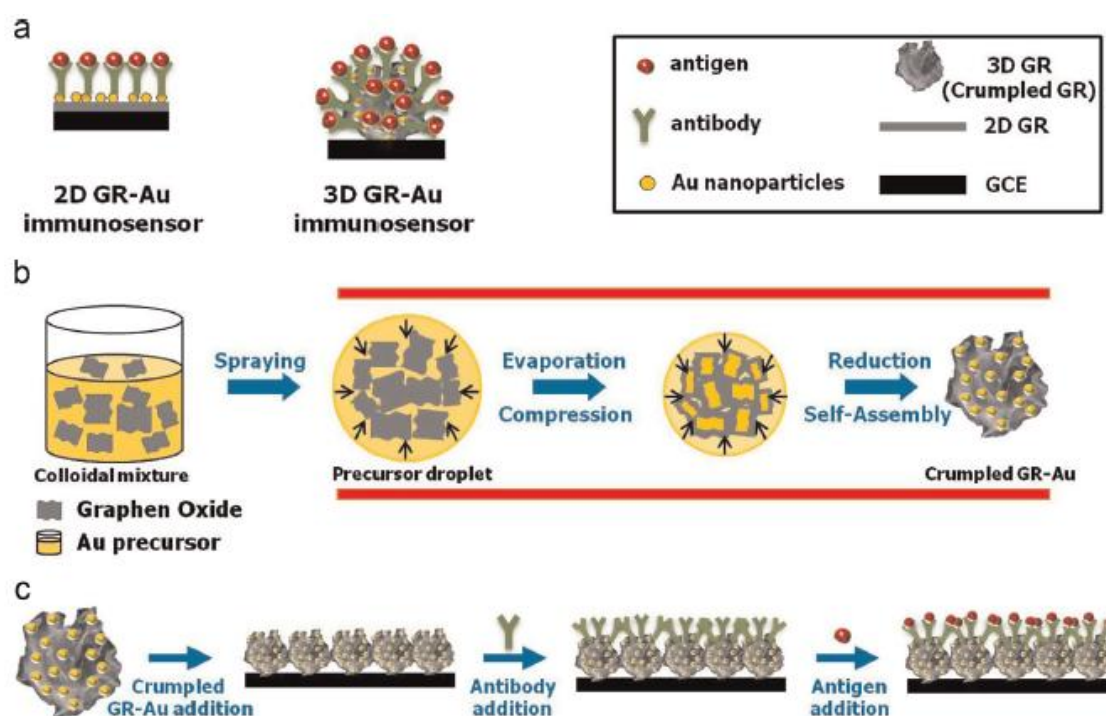 a
2D GR-Au
immunosensor
3D GR-Au
immunosensor
antigen
antibody
Au nanoparticles
3D GR
(Crumpled GR)
2D GR
GCE
b
Colloidal mixture
Graphen Oxide
Au precursor
Spraying
Precursor droplet
Evaporation
Compression
Reduction
Self-Assembly
Crumpled GR-Au
c
Crumpled
GR-Au addition
Antibody
addition
Antigen
addition